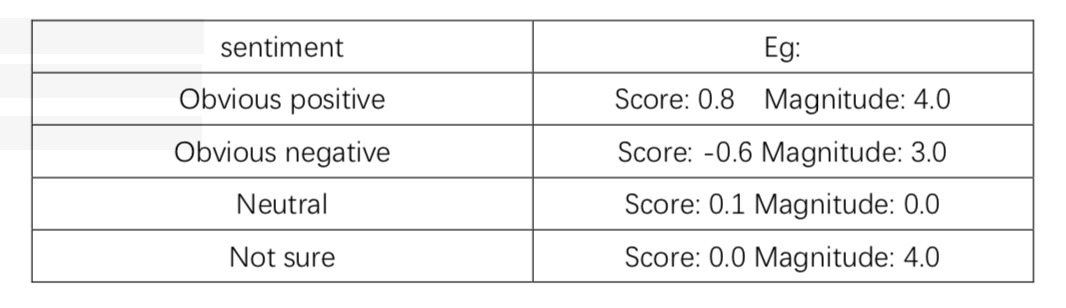 sentiment Eg:
Obvious positive Score: 0.8 Magnitude: 4.0
Obvious negative Score: -0.6 Magnitude: 3.0
Neutral Score: 0.1 Magnitude: 0.0
Not sure Score: 0.0 Magnitude: 4.0